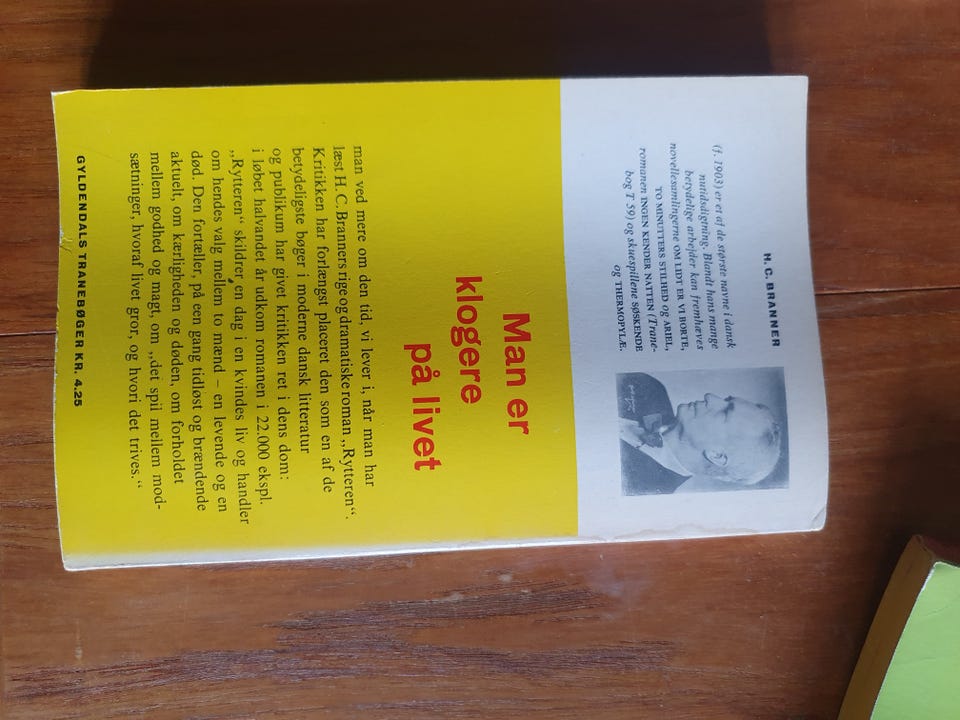 H. C. BRANNER
(f. 1903) er et af de største navne i dansk
nutidsdigtning. Blandt hans mange
betydelige arbejder kan fremhæves
novellesamlingerne OM LIDT ER VI BORTE,
TO MINUTTERS STILHED og ARIEL,
romanen INGEN KENDER NATTEN (Trane-
bog T 59) og skuespillene SØSKENDE
og THERMOPYLÆ.
Man er
klogere
på livet
man ved mere om den tid, vi lever i, når man har
læst H. C. Branners rige og dramatiske roman „Rytteren“.
Kritikken har forlængst placeret den som en af de
betydeligste bøger i moderne dansk litteratur
og publikum har givet kritikken ret i dens dom:
i løbet halvandet år udkom romanen i 22.000 ekspl.
„Rytteren“ skildrer en dag i en kvindes liv og handler
om hendes valg mellem to mænd – en levende og en
død. Den fortæller, på een gang tidløst og brændende
aktuelt, om kærligheden og døden, om forholdet
mellem godhed og magt, om „det spil mellem mod-
sætninger, hvoraf livet gror, og hvori det trives.“
GYLDENDALS TRANEBØGER KR. 4.25